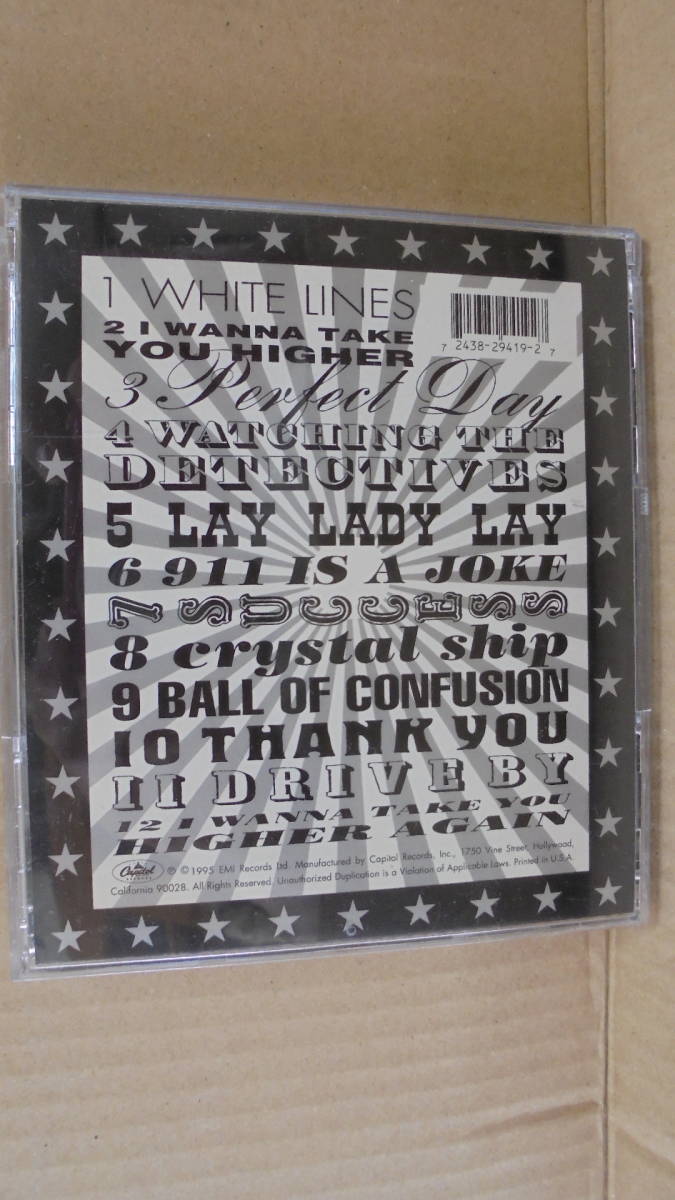 1 WHITE LINES
2 I WANNA TAKE
YOU HIGHER
3 Perfect Day
4 WATCHING THE
DETECTIVES
5 LAY LADY LAY
6 911 IS A JOKE
7 SUCCESS
8 crystal ship
9 BALL OF CONFUSION
10 THANK YOU
11 DRIVE BY
12 I WANNA TAKE YOU
HIGHER AGAIN
7 2438-29419-2 7
Capitol
RECORDS
℗ © 1995 EMI Records Ltd. Manufactured by Capitol Records, Inc., 1750 Vine Street, Hollywood,
California 90028. All Rights Reserved. Unauthorized Duplication is a Violation of Applicable Laws. Printed in U.S.A.